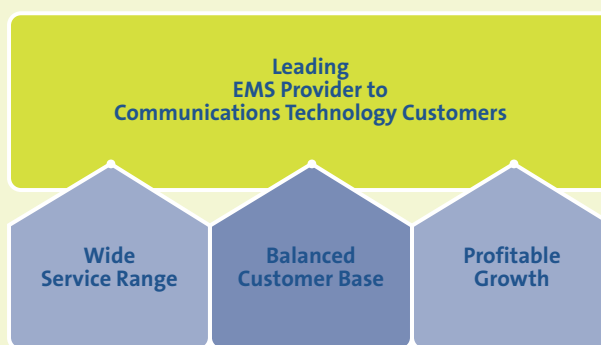 Leading
EMS Provider to
Communications Technology Customers
Wide
Service Range
Balanced
Customer Base
Profitable
Growth